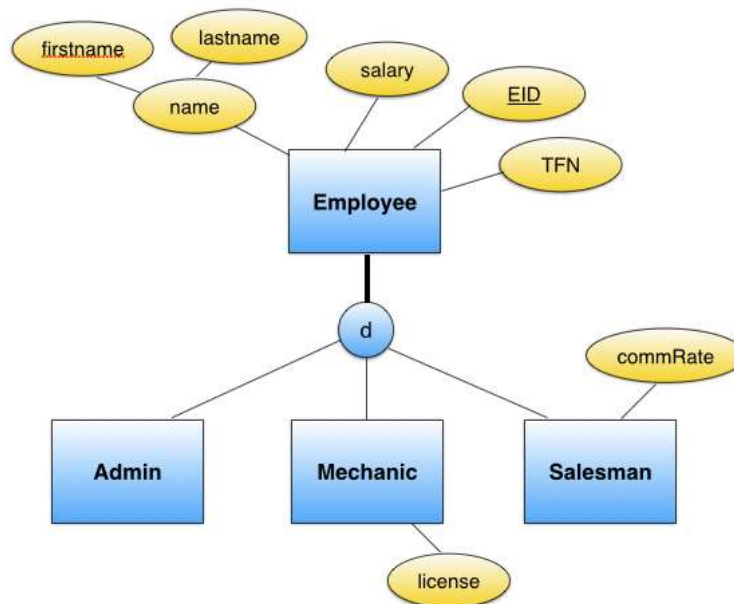 firstname
lastname
name
salary
EID
TFN
Employee
d
commRate
Admin
Mechanic
Salesman
license